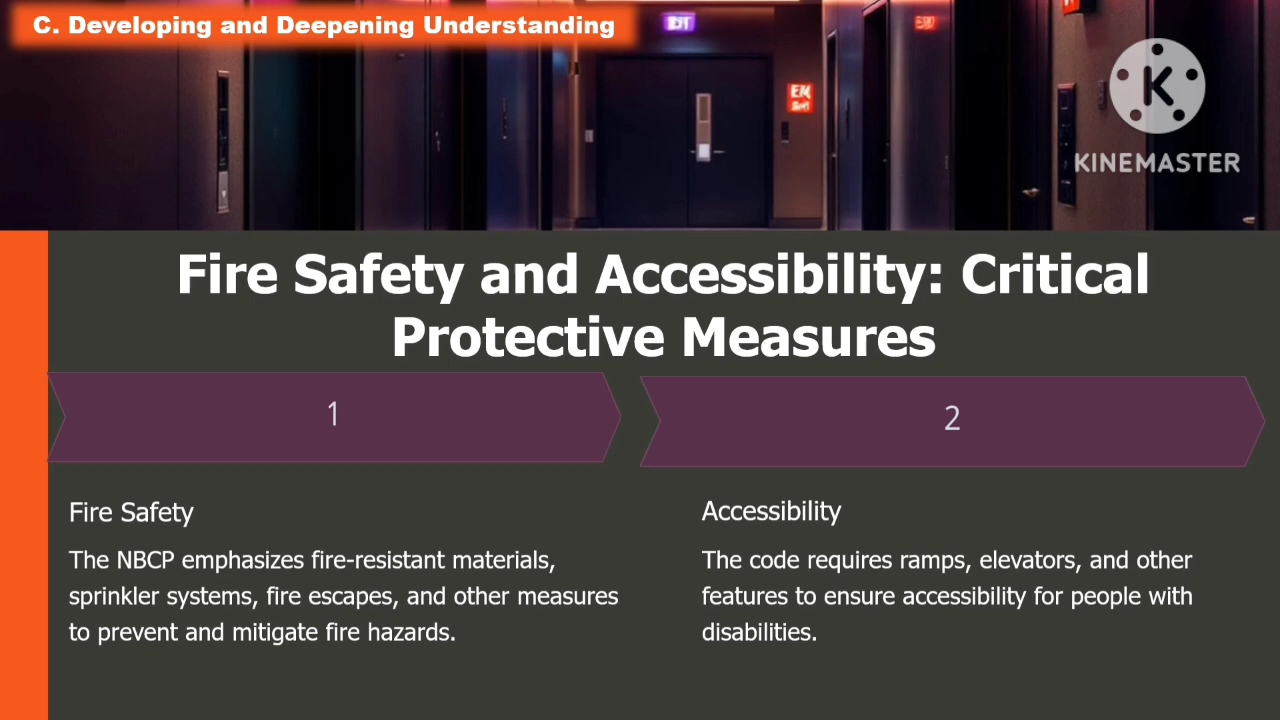 C. Developing and Deepening Understanding
KINEMASTER
Fire Safety and Accessibility: Critical
Protective Measures
1
2
Fire Safety
The NBCP emphasizes fire-resistant materials,
sprinkler systems, fire escapes, and other measures
to prevent and mitigate fire hazards.
Accessibility
The code requires ramps, elevators, and other
features to ensure accessibility for people with
disabilities.